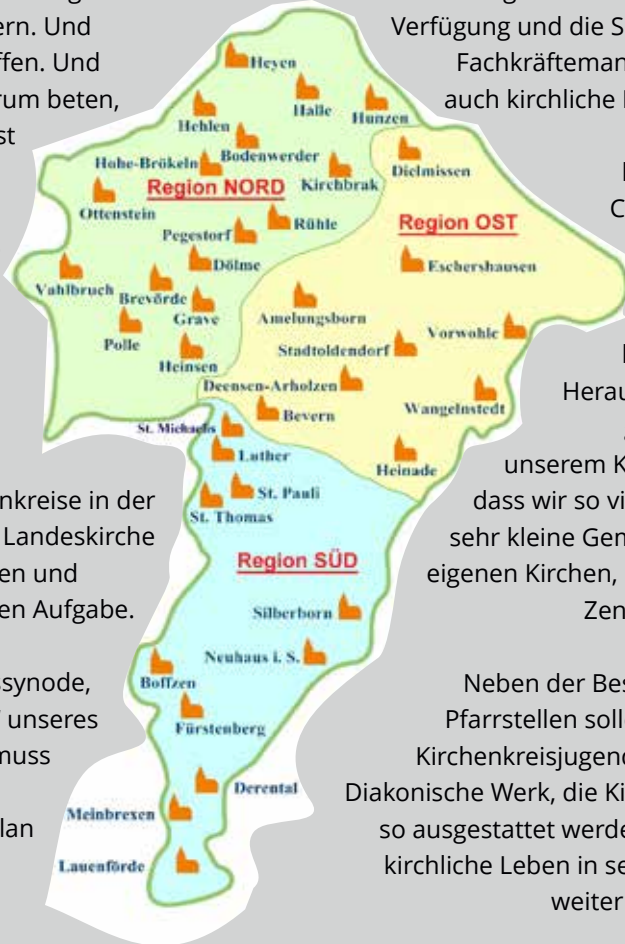 ern. Und
ffen. Und
rum beten,
st
Verfügung und die S
Fachkräfteman
auch kirchliche
C
Heyen
Halle
Hunzen
Hehlen
Bodenwerder
Hohe-Brökeln
Kirchbrak
Dielmissen
Region NORD
Ottenstein
Rühle
Pegestorf
Region OST
Dölme
Eschershausen
Vahlbruch
Brevörde
Grave
Amelungsborn
Polle
Vorwohle
Stadtoldendorf
Heinsen
Deensen-Arholzen
Bevern
Wangelnstedt
St. Michaelis
Luther
Heinade
St. Pauli
St. Thomas
Region SÜD
Silberborn
Neuhaus i. S.
Boffzen
Fürstenberg
Derental
Meinbrexen
Lauenförde
nkreise in der
Landeskirche
en und
en Aufgabe.
ssynode,
unseres
muss
lan
Herau
unserem K
dass wir so vi
sehr kleine Gem
eigenen Kirchen,
Zen
Neben der Bes
Pfarrstellen soll
Kirchenkreisjugend
Diakonische Werk, die Ki
so ausgestattet werde
kirchliche Leben in se
weiter